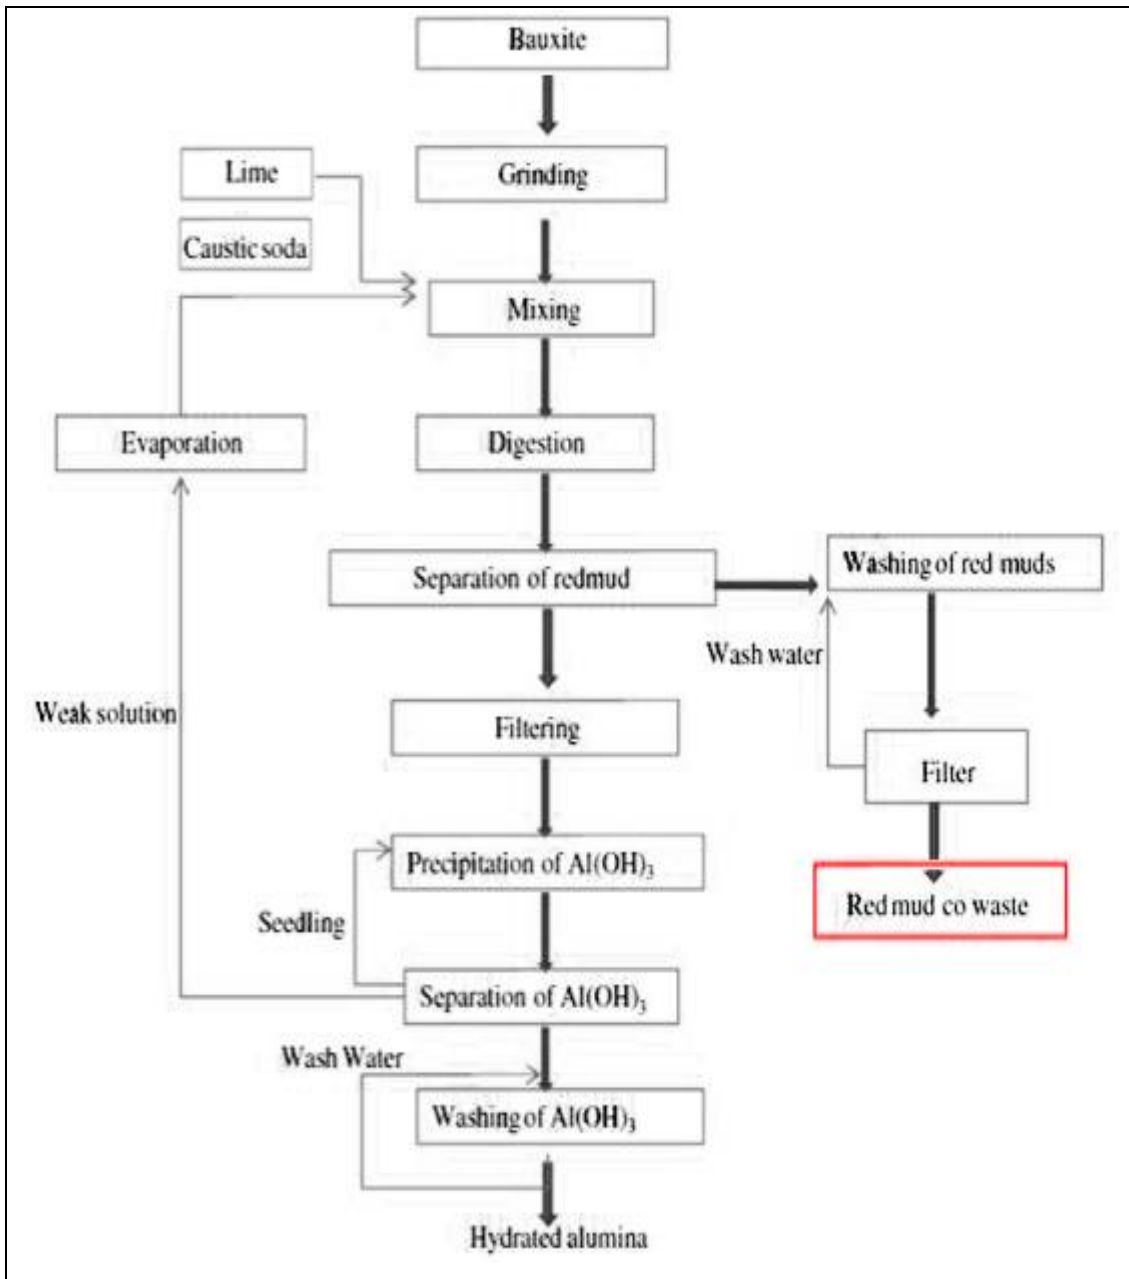 Bauxite
Grinding
Lime
Caustic soda
Mixing
Evaporation
Digestion
Separation of redmud
Washing of red muds
Wash water
Weak solution
Filtering
Filter
Precipitation of Al(OH)₃
Red mud co waste
Seedling
Separation of Al(OH)₃
Wash Water
Washing of Al(OH)₃
Hydrated alumina